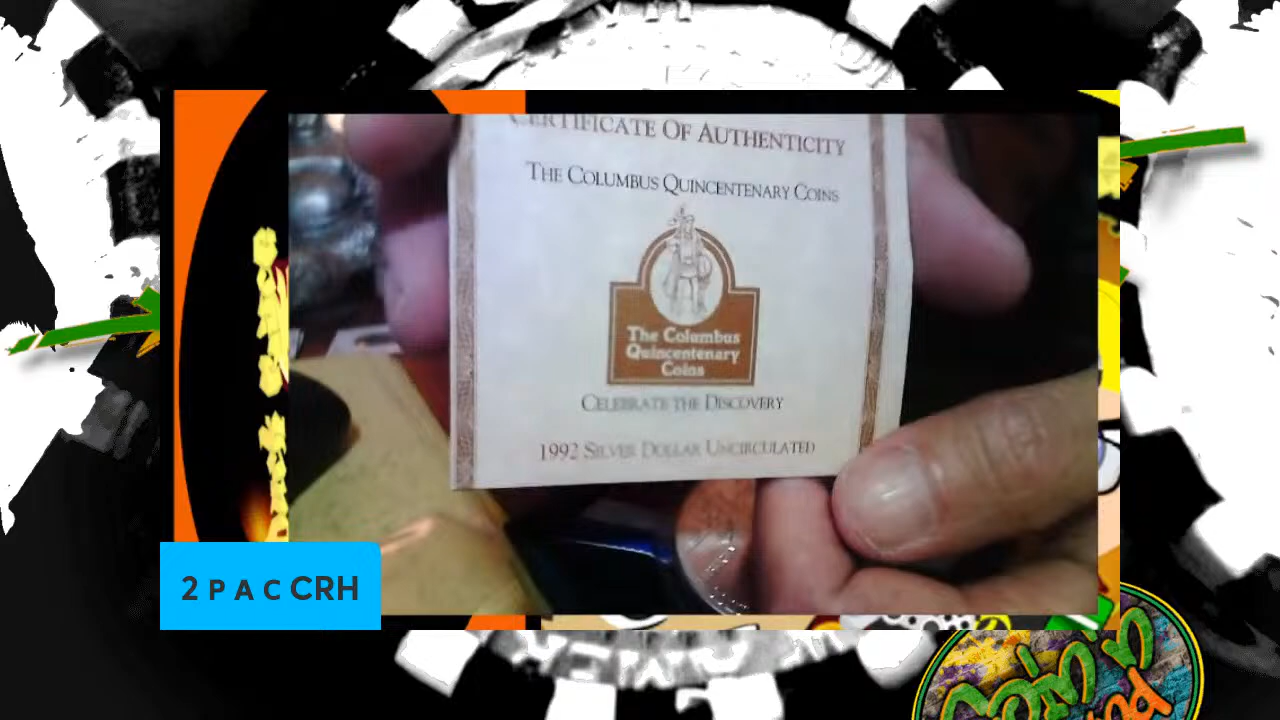 CERTIFICATE OF AUTHENTICITY
THE COLUMBUS QUINCENTENARY COINS
The Columbus
Quincentenary
Coins
CELEBRATE THE DISCOVERY
1992 SILVER DOLLAR UNCIRCULATED
2 P A C CRH